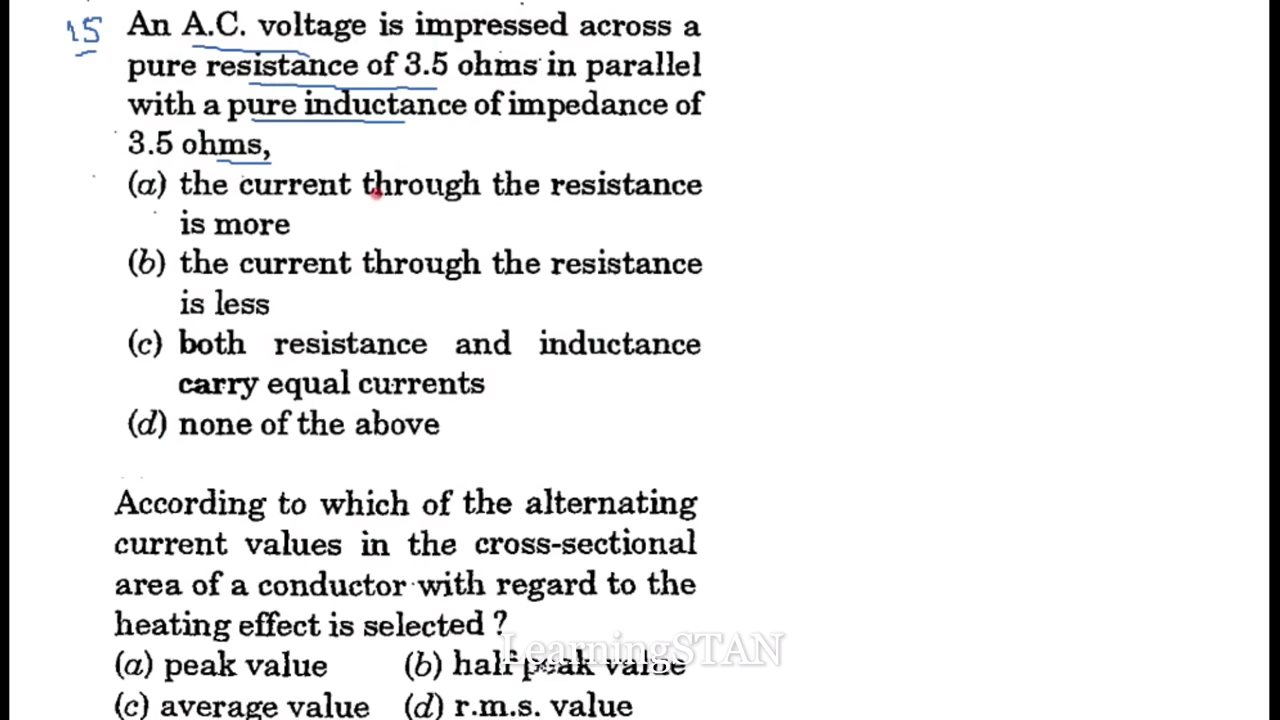 15 An A.C. voltage is impressed across a
pure resistance of 3.5 ohms in parallel
with a pure inductance of impedance of
3.5 ohms,
(a) the current through the resistance
is more
(b) the current through the resistance
is less
(c) both resistance and inductance
carry equal currents
(d) none of the above
According to which of the alternating
current values in the cross-sectional
area of a conductor with regard to the
heating effect is selected ?
LearningSTAN
(a) peak value (b) half peak value
(c) average value (d) r.m.s. value